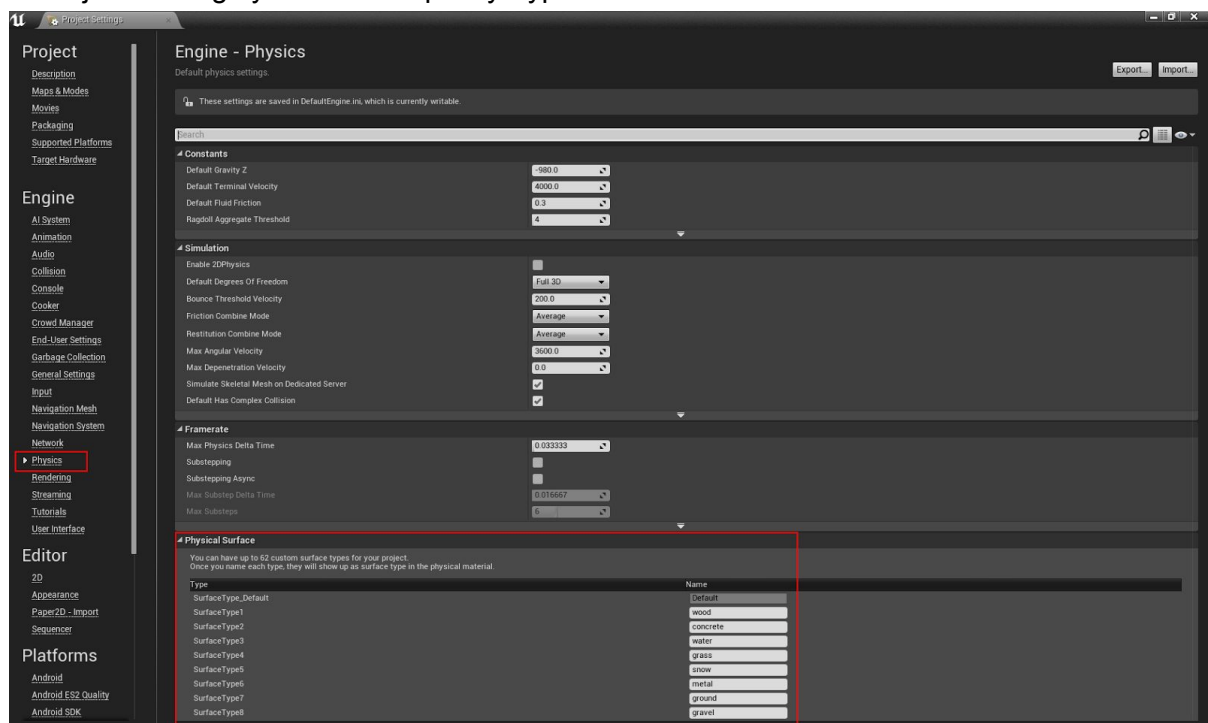 Project Settings
Project
Description
Maps & Modes
Movies
Packaging
Supported Platforms
Target Hardware
Engine
AI System
Animation
Audio
Collision
Console
Cooker
Crowd Manager
End-User Settings
Garbage Collection
General Settings
Input
Navigation Mesh
Navigation System
Network
Physics
Rendering
Streaming
Tutorials
User Interface
Editor
2D
Appearance
Paper2D - Import
Sequencer
Platforms
Android
Android ES2 Quality
Android SDK
Engine - Physics
Default physics settings.
Export... Import...
These settings are saved in DefaultEngine.ini, which is currently writable.
Search
Constants
Default Gravity Z -980.0
Default Terminal Velocity 4000.0
Default Fluid Friction 0.3
Ragdoll Aggregate Threshold 4
Simulation
Enable 2DPhysics
Default Degrees Of Freedom Full 3D
Bounce Threshold Velocity 200.0
Friction Combine Mode Average
Restitution Combine Mode Average
Max Angular Velocity 3600.0
Max Depenetration Velocity 0.0
Simulate Skeletal Mesh on Dedicated Server
Default Has Complex Collision
Framerate
Max Physics Delta Time 0.033333
Substepping
Substepping Async
Max Substep Delta Time 0.016667
Max Substeps 6
Physical Surface
You can have up to 62 custom surface types for your project.
Once you name each type, they will show up as surface type in the physical material.
Type Name
SurfaceType_Default Default
SurfaceType1 wood
SurfaceType2 concrete
SurfaceType3 water
SurfaceType4 grass
SurfaceType5 snow
SurfaceType6 metal
SurfaceType7 ground
SurfaceType8 gravel